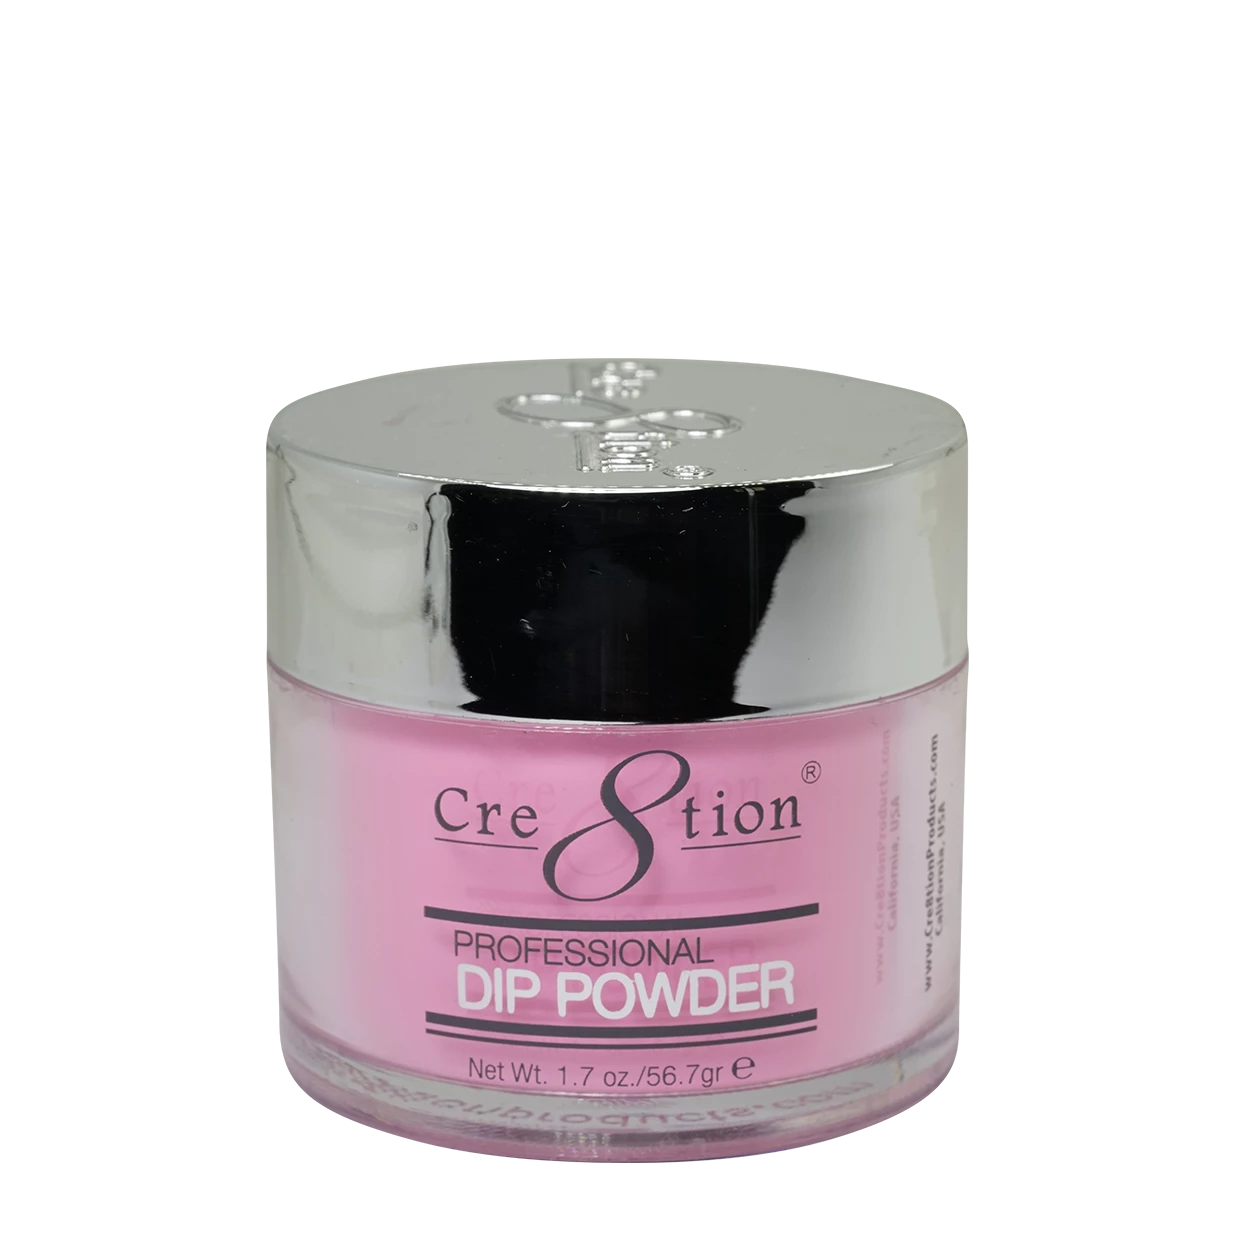 Cre8tion®
PROFESSIONAL
DIP POWDER
Net Wt. 1.7 oz./56.7gr ℮
www.Cre8tionProducts.com
California, USA